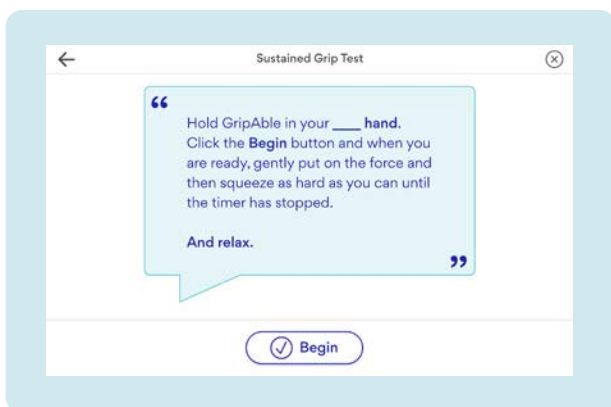 Sustained Grip Test
“
Hold GripAble in your ____ hand.
Click the Begin button and when you
are ready, gently put on the force and
then squeeze as hard as you can until
the timer has stopped.
And relax.
”
Begin